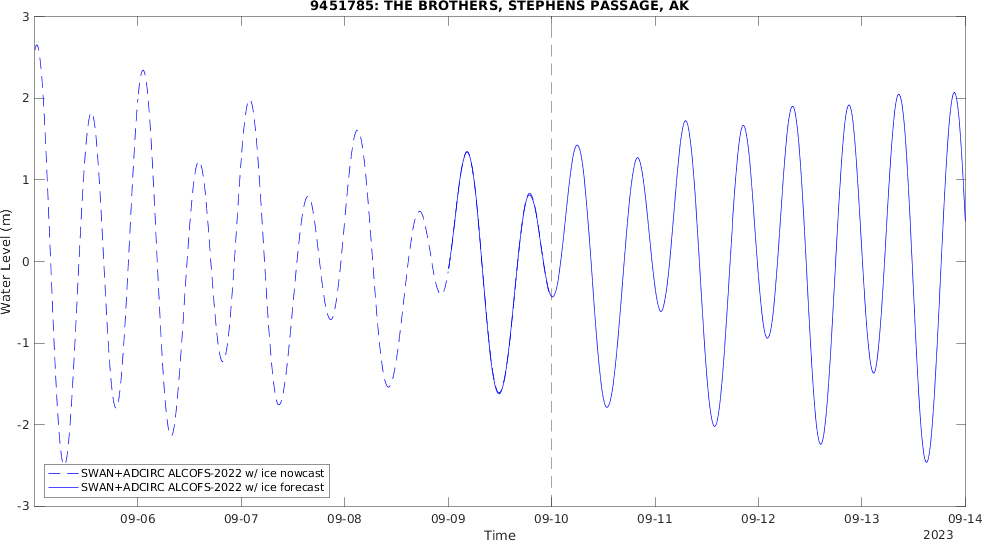 9451785: THE BROTHERS, STEPHENS PASSAGE, AK
3
2
1
0
-1
-2
-3
Water Level (m)
SWAN+ADCIRC ALCOFS-2022 w/ ice nowcast
SWAN+ADCIRC ALCOFS-2022 w/ ice forecast
09-06 09-07 09-08 09-09 09-10 09-11 09-12 09-13 09-14
Time
2023